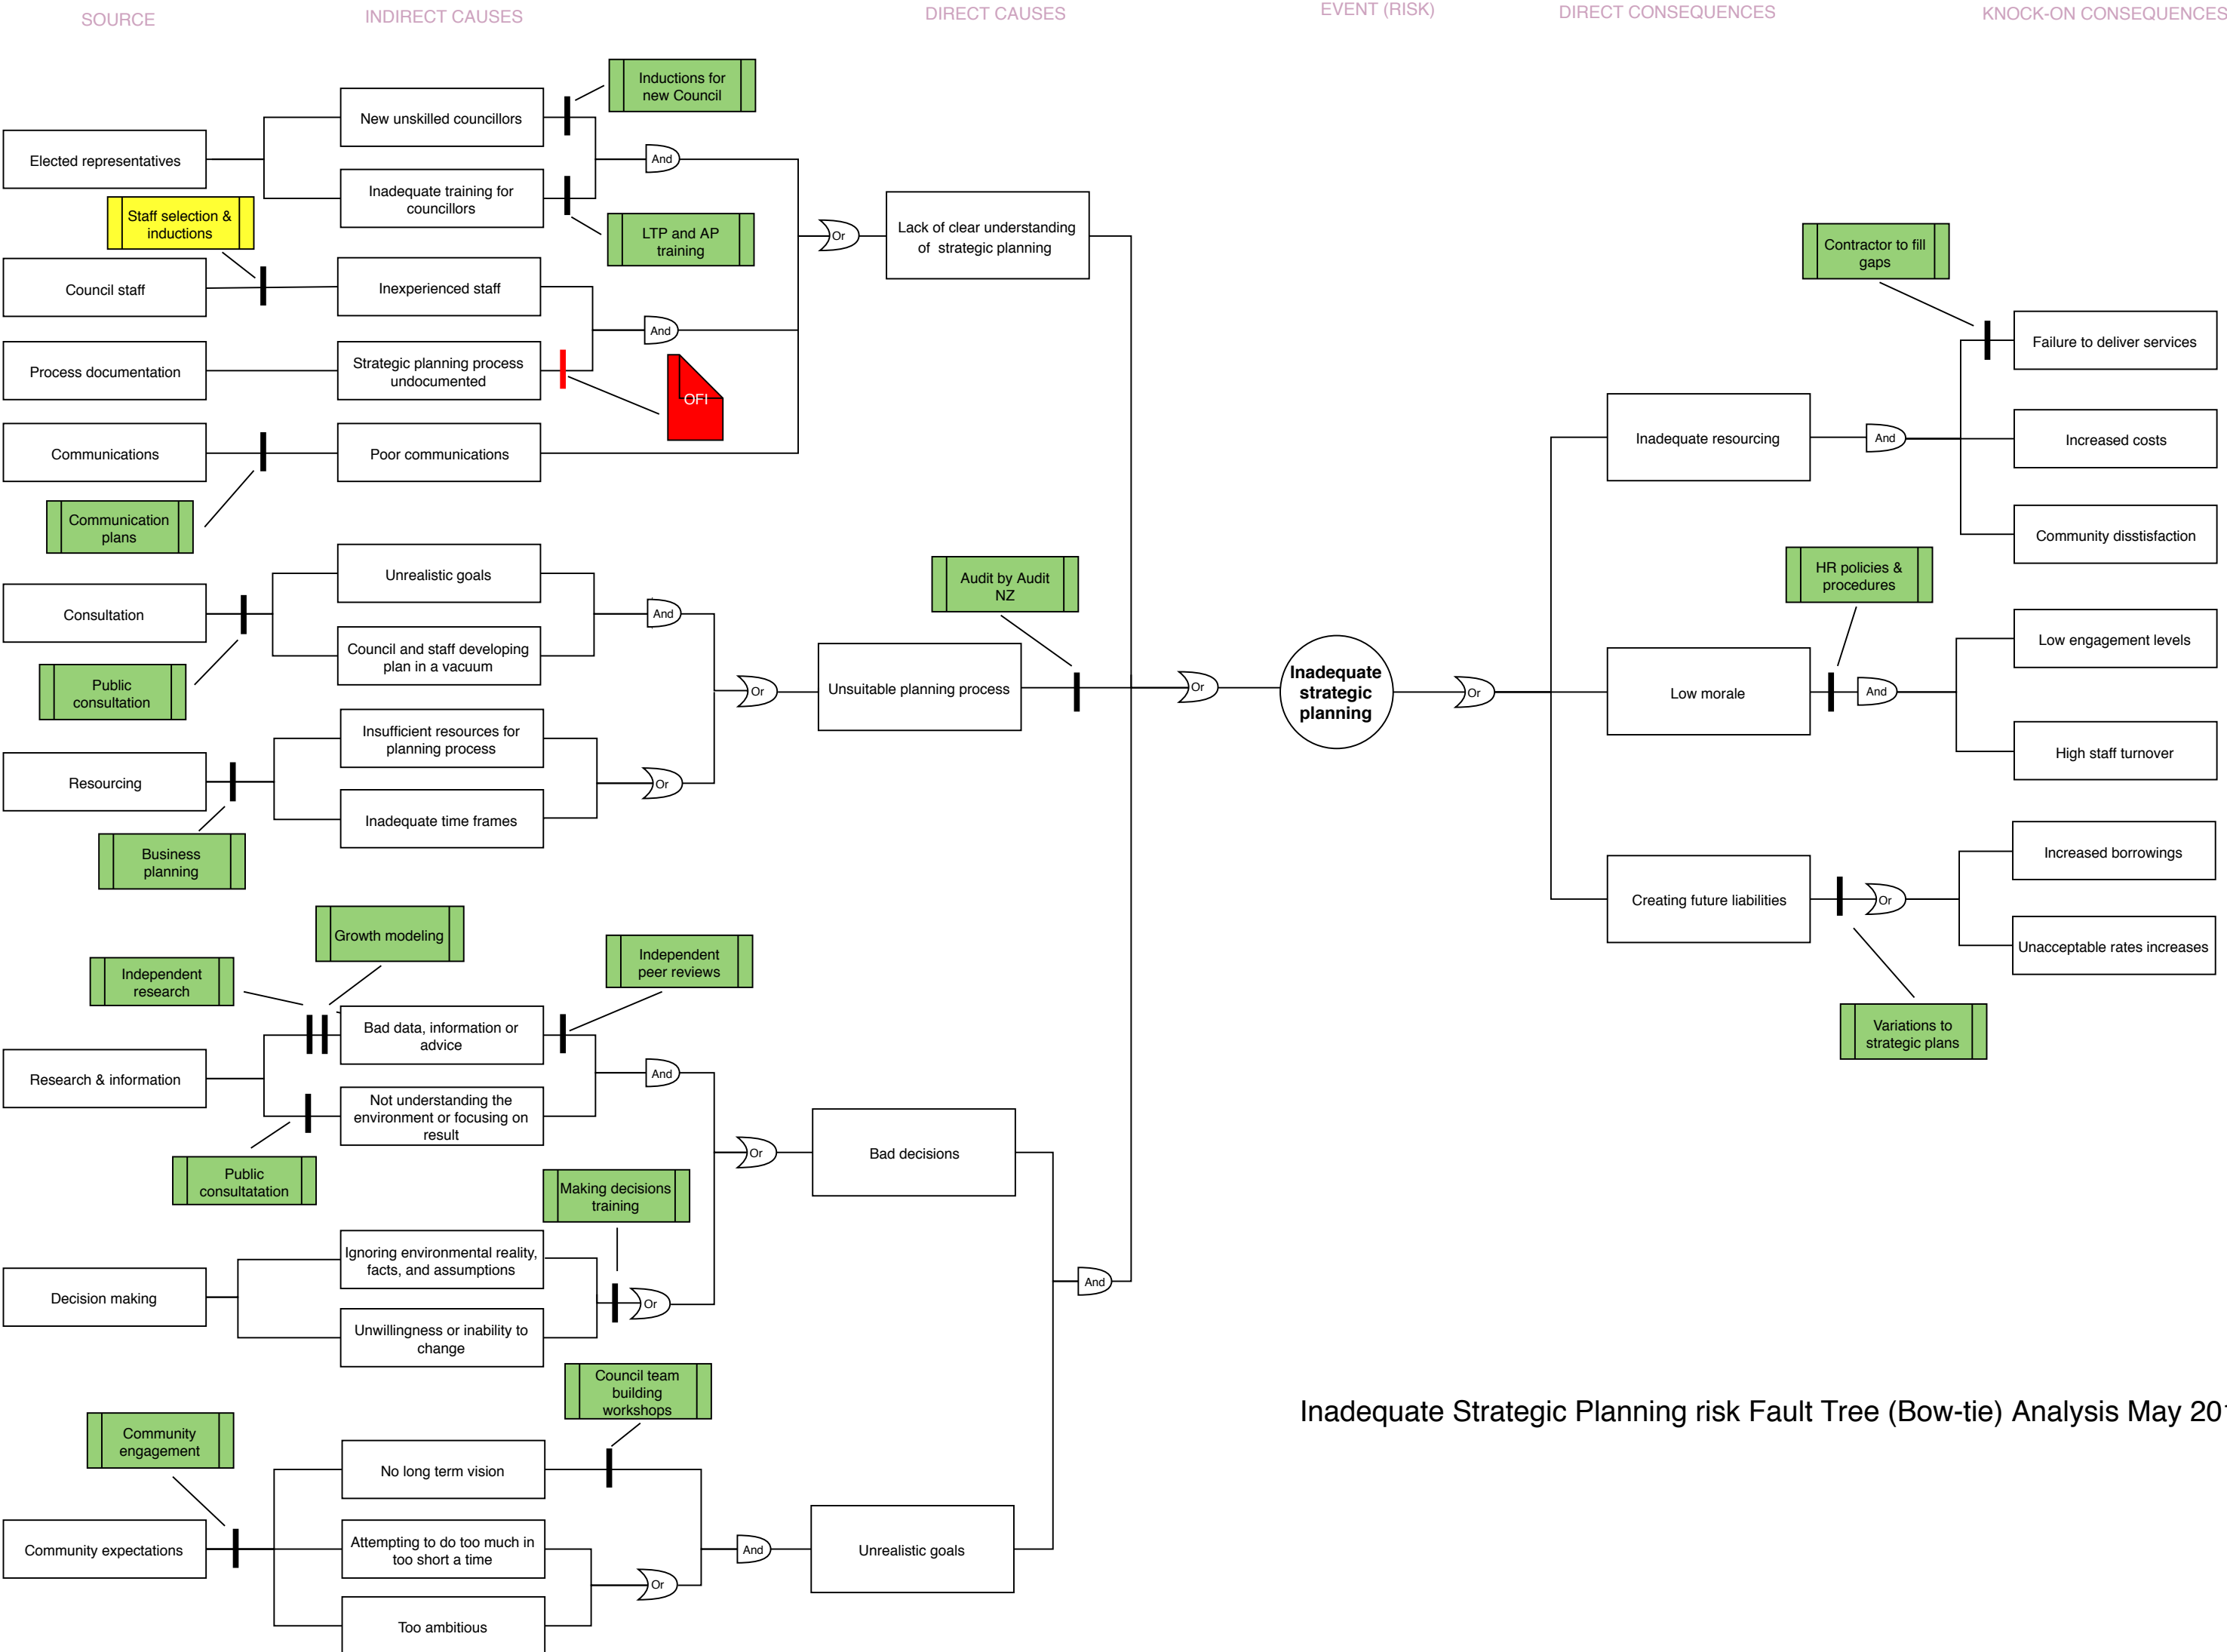 SOURCE
INDIRECT CAUSES
DIRECT CAUSES
EVENT (RISK)
DIRECT CONSEQUENCES
KNOCK-ON CONSEQUENCES
Inductions for
new Council
New unskilled councillors
Elected representatives
And
Inadequate training for
councillors
Staff selection &
inductions
LTP and AP
training
Or
Lack of clear understanding
of strategic planning
Contractor to fill
gaps
Council staff
Inexperienced staff
And
Failure to deliver services
Process documentation
Strategic planning process
undocumented
OFI
Inadequate resourcing
And
Increased costs
Communications
Poor communications
Communication
plans
Community disstisfaction
Unrealistic goals
Audit by Audit
NZ
HR policies &
procedures
Consultation
And
Council and staff developing
plan in a vacuum
Low engagement levels
Public
consultation
Or
Unsuitable planning process
Or
Inadequate
strategic
planning
Or
Low morale
And
Insufficient resources for
planning process
High staff turnover
Resourcing
Or
Inadequate time frames
Business
planning
Increased borrowings
Creating future liabilities
Or
Growth modeling
Unacceptable rates increases
Independent
research
Independent
peer reviews
Bad data, information or
advice
Variations to
strategic plans
Research & information
And
Not understanding the
environment or focusing on
result
Or
Bad decisions
Public
consultatation
Making decisions
training
Ignoring environmental reality,
facts, and assumptions
Decision making
Or
And
Unwillingness or inability to
change
Council team
building
workshops
Inadequate Strategic Planning risk Fault Tree (Bow-tie) Analysis May
Community
engagement
No long term vision
Community expectations
Attempting to do too much in
too short a time
And
Unrealistic goals
Or
Too ambitious